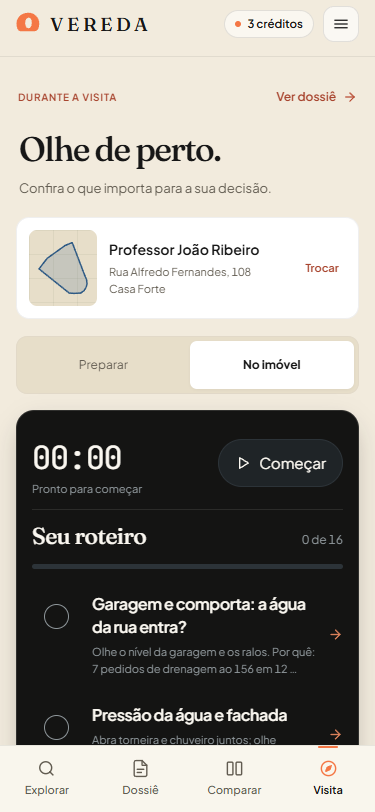 VEREDA
3 créditos
DURANTE A VISITA
Ver dossiê
Olhe de perto.
Confira o que importa para a sua decisão.
Professor João Ribeiro
Rua Alfredo Fernandes, 108
Casa Forte
Trocar
Preparar
No imóvel
00:00
Pronto para começar
Começar
Seu roteiro
0 de 16
Garagem e comporta: a água
da rua entra?
Olhe o nível da garagem e os ralos. Por quê:
7 pedidos de drenagem ao 156 em 12 ...
Pressão da água e fachada
Abra torneira e chuveiro juntos; olhe
Explorar
Dossiê
Comparar
Visita